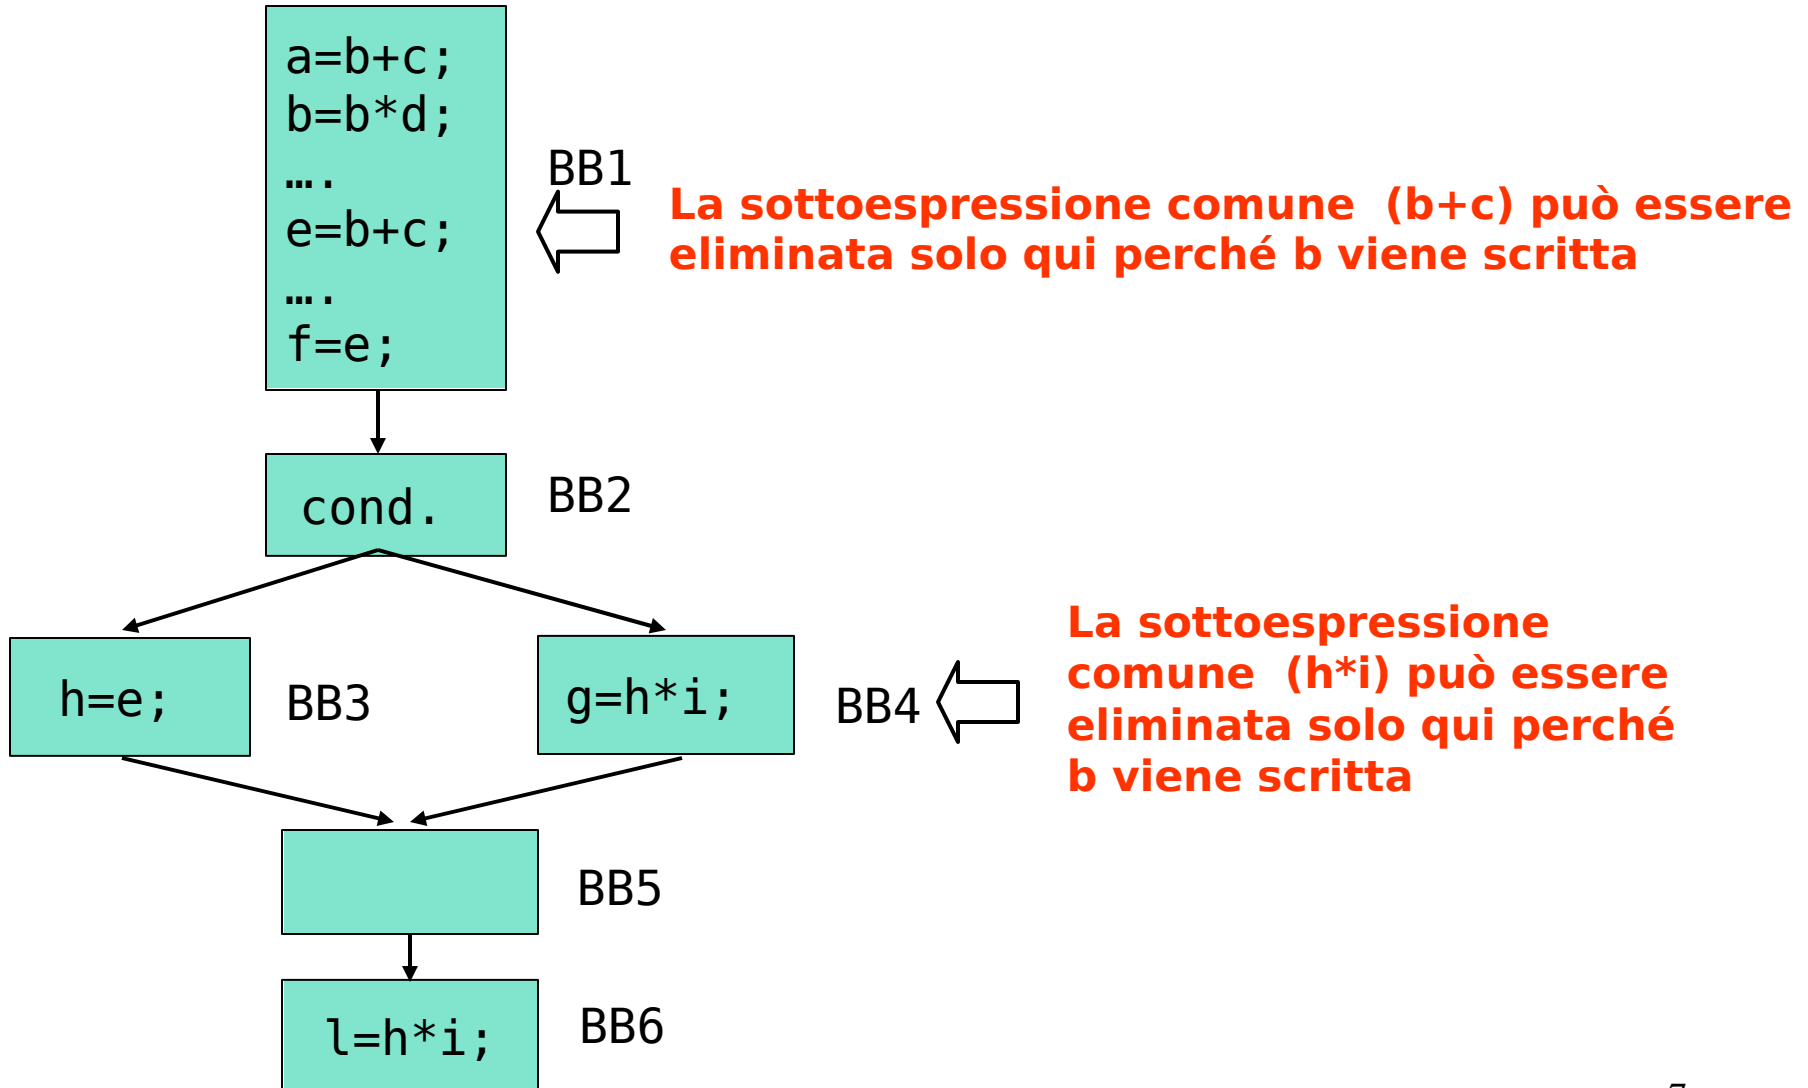 a=b+c;
b=b*d;
….
e=b+c;
….
f=e;
BB1
La sottoespressione comune (b+c) può essere
eliminata solo qui perché b viene scritta
cond.
BB2
h=e;
BB3
g=h*i;
BB4
La sottoespressione
comune (h*i) può essere
eliminata solo qui perché
b viene scritta
BB5
l=h*i;
BB6